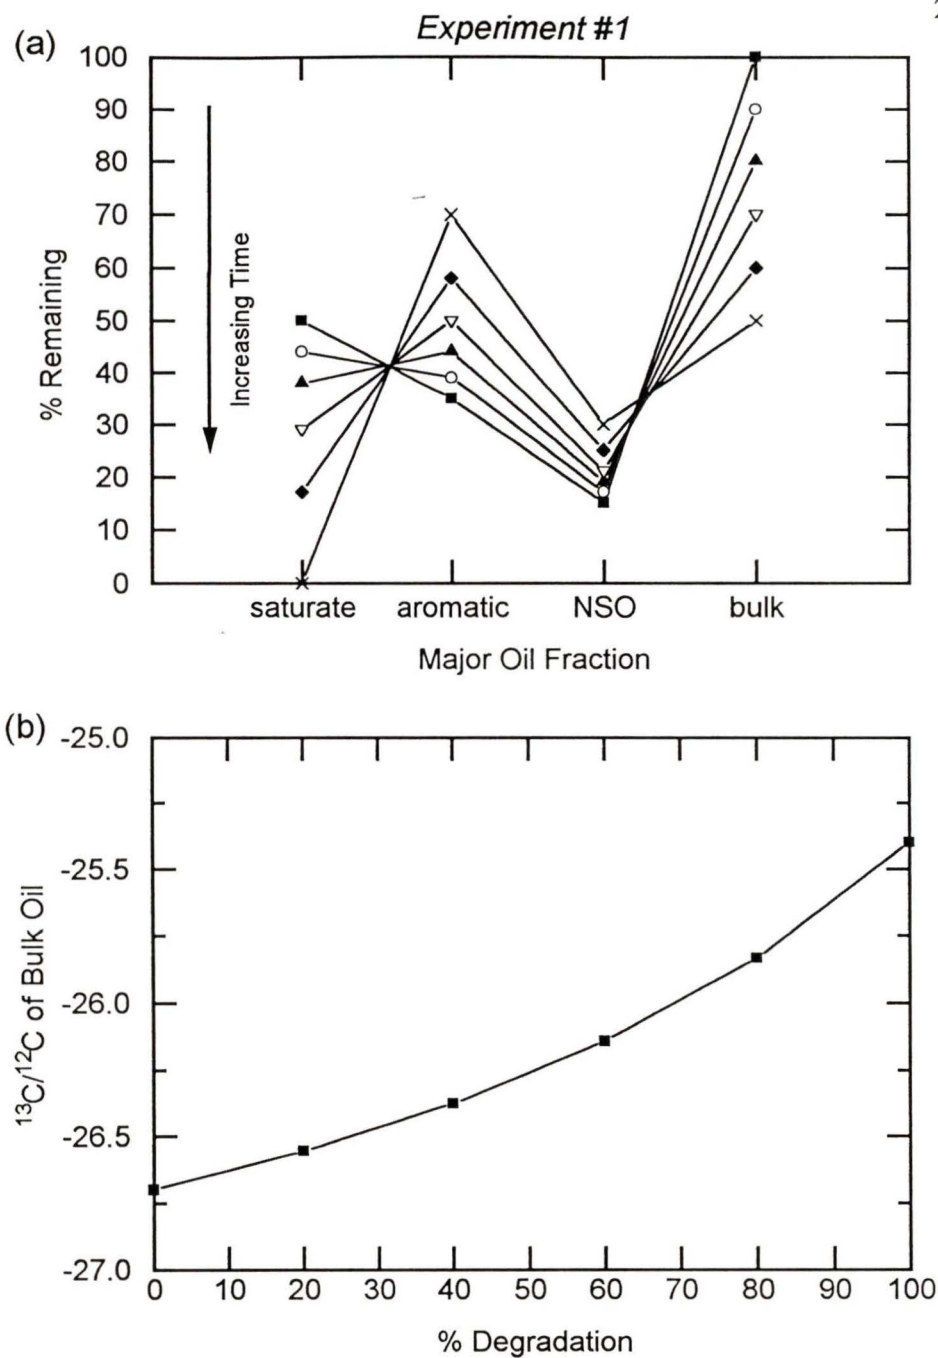 Experiment #1
(a)
100
90
80
70
60
50
40
30
20
10
0
% Remaining
Increasing Time
saturate aromatic NSO bulk
Major Oil Fraction
(b)
-25.0
-25.5
-26.0
-26.5
-27.0
¹³C/¹²C of Bulk Oil
0 10 20 30 40 50 60 70 80 90 100
% Degradation